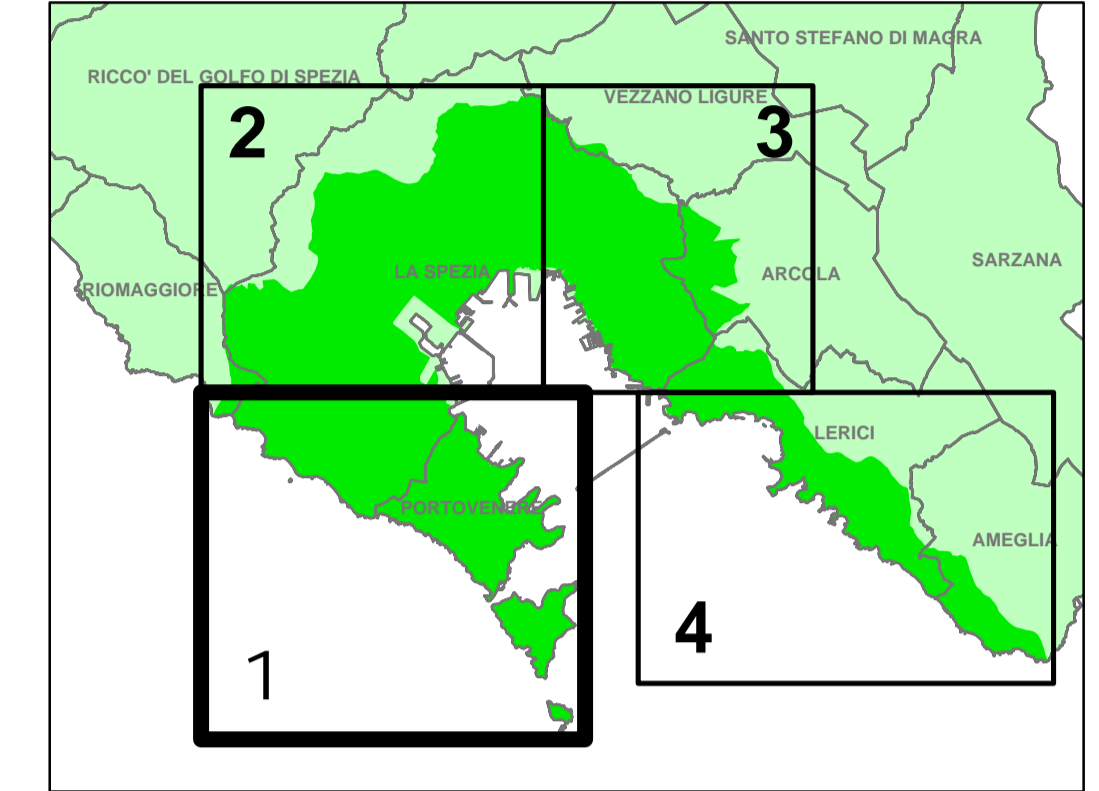 SANTO STEFANO DI MAGRA
RICCO' DEL GOLFO DI SPEZIA
VEZZANO LIGURE
2
3
SARZANA
LA SPEZIA
ARCOLA
RIOMAGGIORE
LERICI
PORTOVENERE
AMEGLIA
4
1